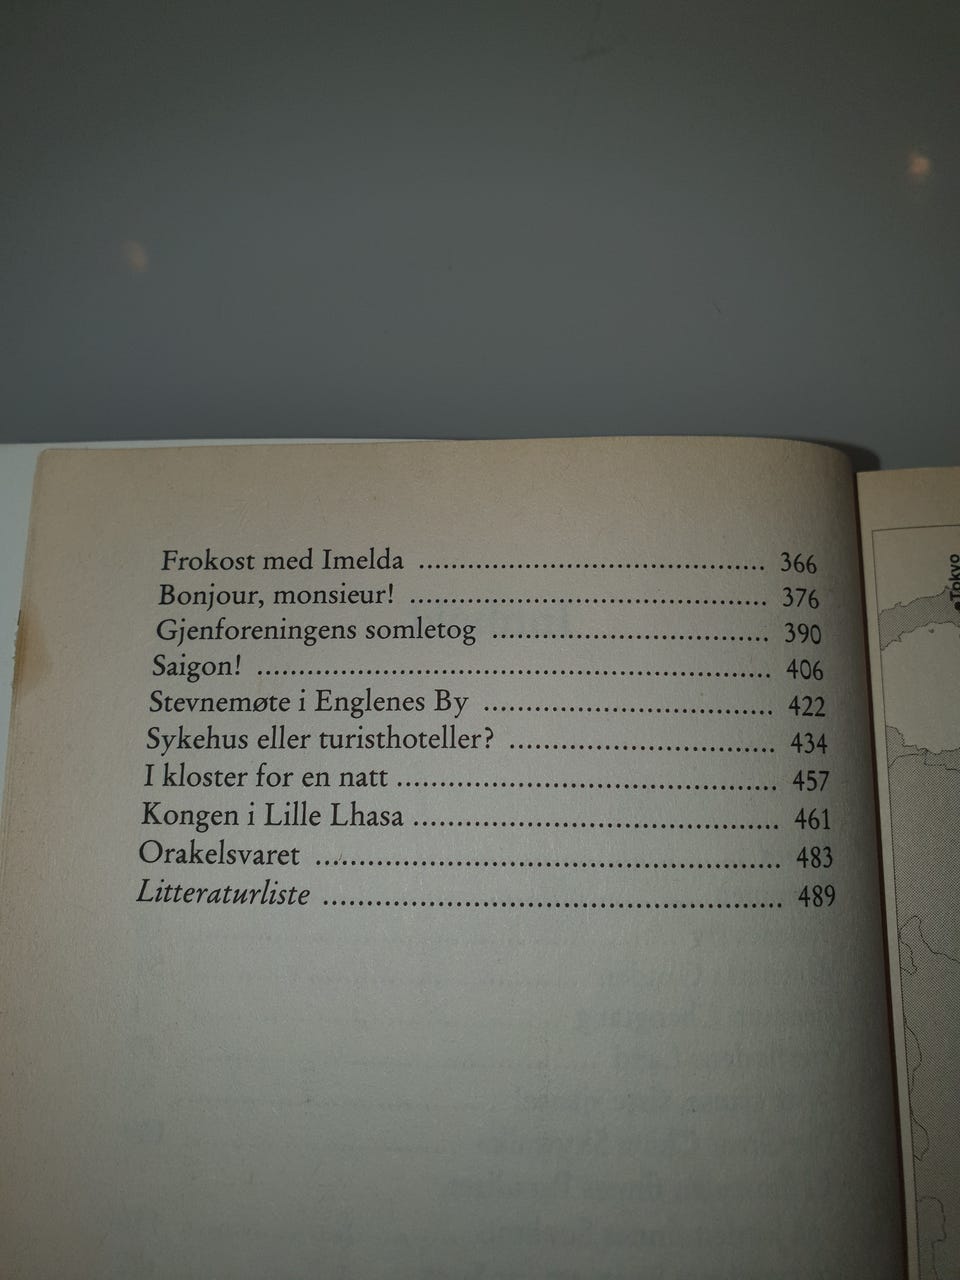 Frokost med Imelda ........................................... 366
Bonjour, monsieur! ............................................ 376
Gjenforeningens somletog .................................. 390
Saigon! ............................................................... 406
Stevnemøte i Englenes By ................................... 422
Sykehus eller turisthoteller? ................................ 434
I kloster for en natt .............................................. 457
Kongen i Lille Lhasa ............................................ 461
Orakelsvaret ........................................................ 483
Litteraturliste ....................................................... 489
Tokyo